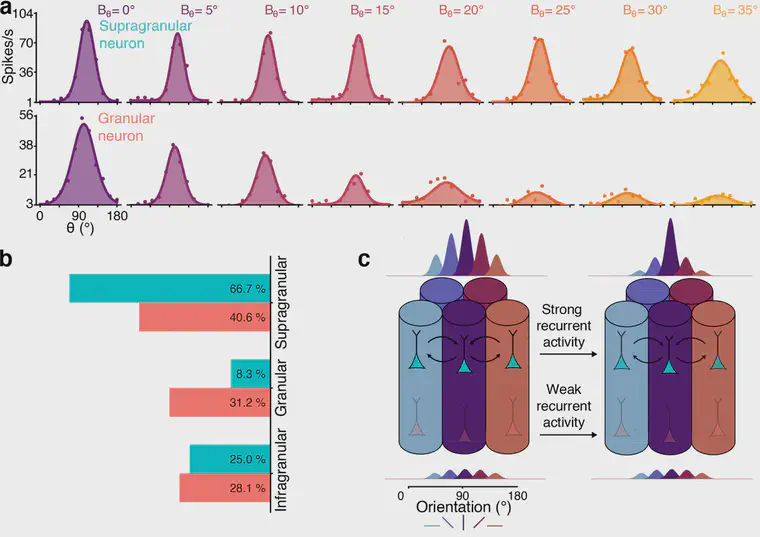 a
Bθ= 0° Bθ= 5° Bθ= 10° Bθ= 15° Bθ= 20° Bθ= 25° Bθ= 30° Bθ= 35°
Spikes/s
104
70
36
1
Supragranular
neuron
56
38
21
3
Granular
neuron
0 90 180
θ (°)
b
66.7 %
40.6 %
Supragranular
8.3 %
31.2 %
Granular
25.0 %
28.1 %
Infragranular
c
Strong
recurrent
activity
Weak
recurrent
activity
0 90 180
Orientation (°)